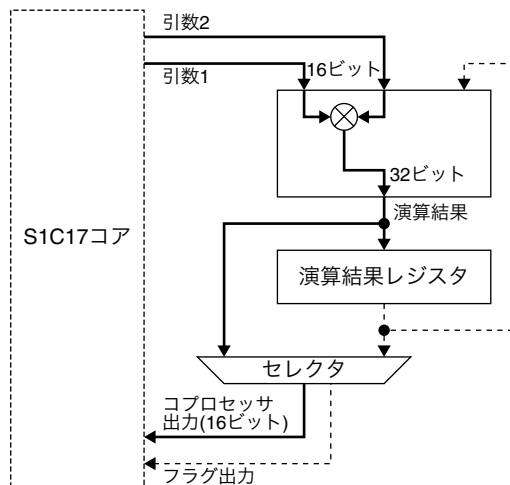 引数2
引数1
16ビット
32ビット
演算結果
S1C17コア
演算結果レジスタ
セレクタ
コプロセッサ
出力(16ビット)
フラグ出力